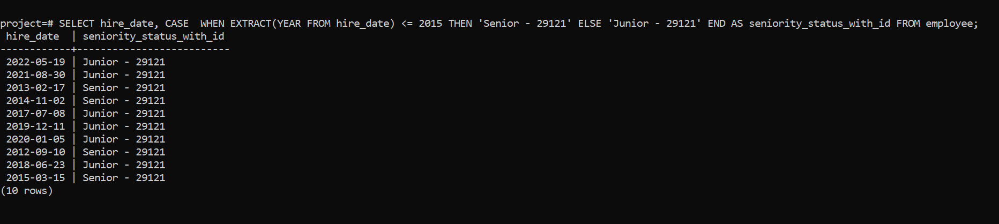 project=# SELECT hire_date, CASE  WHEN EXTRACT(YEAR FROM hire_date) <= 2015 THEN 'Senior - 29121' ELSE 'Junior - 29121' END AS seniority_status_with_id FROM employee;
 hire_date  | seniority_status_with_id
------------+--------------------------
 2022-05-19 | Junior - 29121
 2021-08-30 | Junior - 29121
 2013-02-17 | Senior - 29121
 2014-11-02 | Senior - 29121
 2017-07-08 | Junior - 29121
 2019-12-11 | Junior - 29121
 2020-01-05 | Junior - 29121
 2012-09-10 | Senior - 29121
 2018-06-23 | Junior - 29121
 2015-03-15 | Senior - 29121
(10 rows)